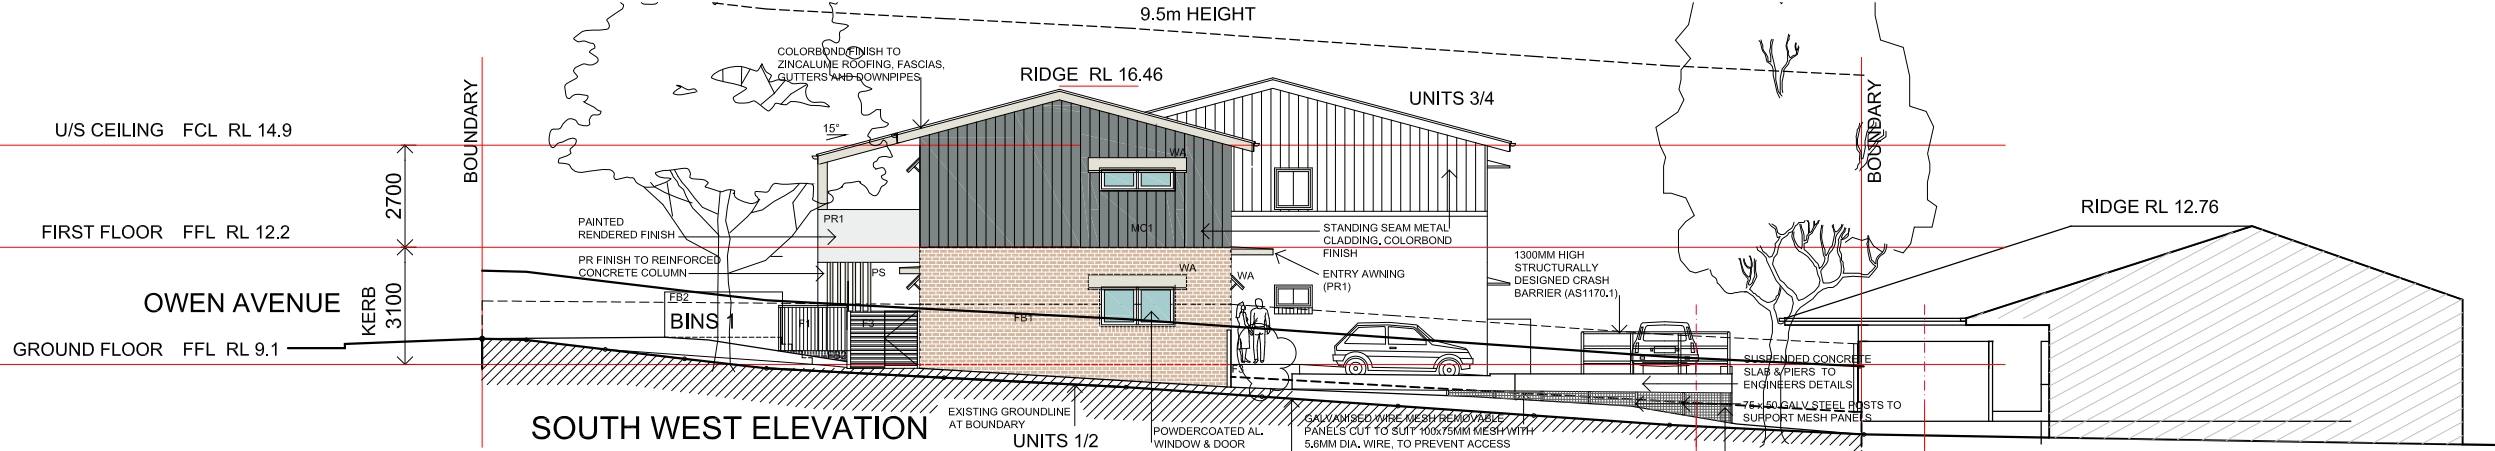 9.5m HEIGHT
COLORBOND FINISH TO
ZINCALUME ROOFING, FASCIAS,
GUTTERS AND DOWNPIPES
RIDGE RL 16.46
UNITS 3/4
BOUNDARY
BOUNDARY
U/S CEILING FCL RL 14.9
15°
WA
2700
PAINTED
RENDERED FINISH
PR1
MC1
STANDING SEAM METAL
CLADDING, COLORBOND
FINISH
RIDGE RL 12.76
FIRST FLOOR FFL RL 12.2
PR FINISH TO REINFORCED
CONCRETE COLUMN
PS
WA
WA
ENTRY AWNING
(PR1)
1300MM HIGH
STRUCTURALLY
DESIGNED CRASH
BARRIER (AS1170.1)
OWEN AVENUE
KERB
3100
FB2
BINS 1
F1
F3
FB1
GROUND FLOOR FFL RL 9.1
SUSPENDED CONCRETE
SLAB & PIERS TO
ENGINEERS DETAILS
75 x 50 GALV STEEL POSTS TO
SUPPORT MESH PANELS
SOUTH WEST ELEVATION
EXISTING GROUNDLINE
AT BOUNDARY
UNITS 1/2
POWDERCOATED AL.
WINDOW & DOOR
GALVANISED WIRE MESH REMOVABLE
PANELS CUT TO SUIT 100x75MM MESH WITH
5.6MM DIA. WIRE, TO PREVENT ACCESS